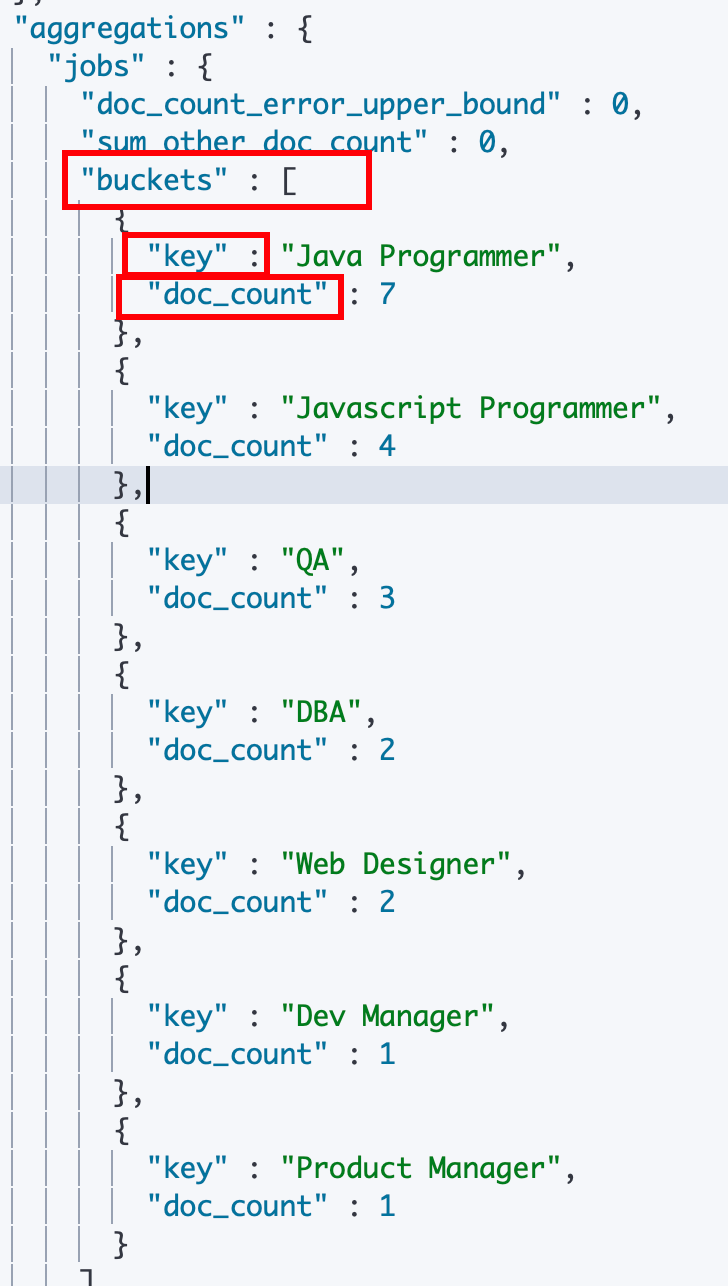 },
"aggregations" : {
"jobs" : {
"doc_count_error_upper_bound" : 0,
"sum_other_doc_count" : 0,
"buckets" : [
{
"key" : "Java Programmer",
"doc_count" : 7
},
{
"key" : "Javascript Programmer",
"doc_count" : 4
},
{
"key" : "QA",
"doc_count" : 3
},
{
"key" : "DBA",
"doc_count" : 2
},
{
"key" : "Web Designer",
"doc_count" : 2
},
{
"key" : "Dev Manager",
"doc_count" : 1
},
{
"key" : "Product Manager",
"doc_count" : 1
}
]